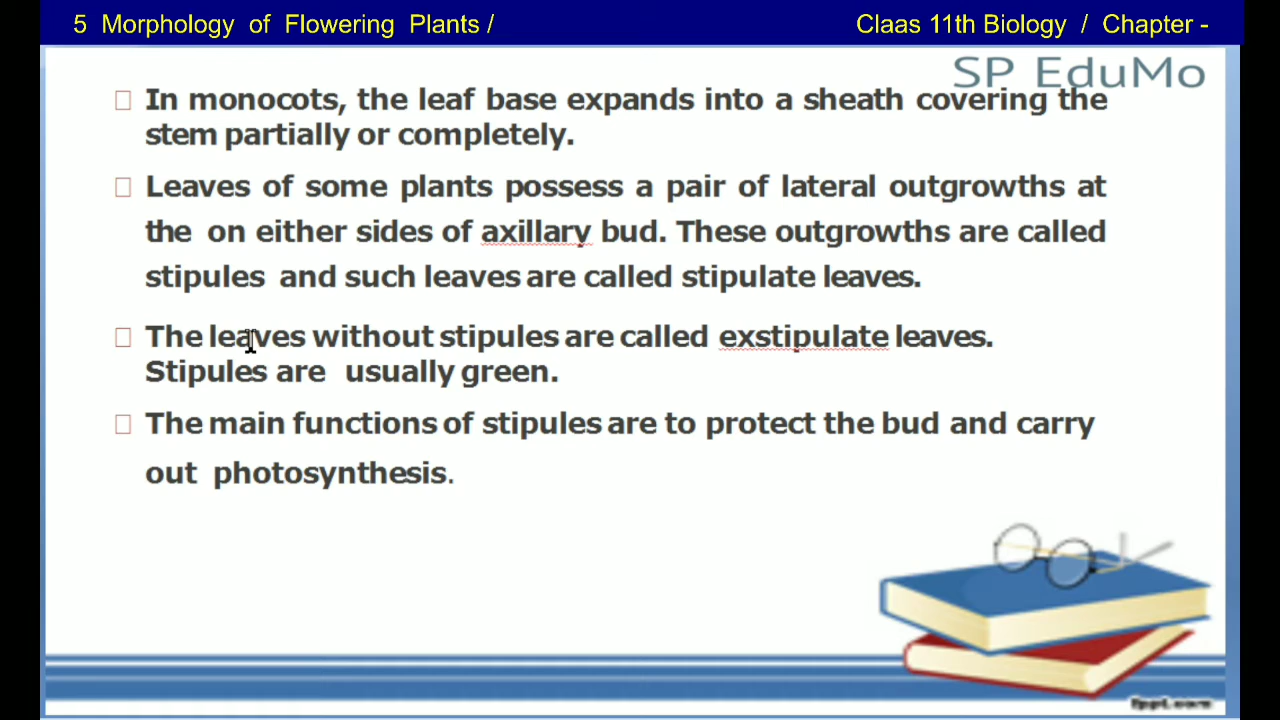 5 Morphology of Flowering Plants / Claas 11th Biology / Chapter -
SP EduMo
In monocots, the leaf base expands into a sheath covering the
stem partially or completely.
Leaves of some plants possess a pair of lateral outgrowths at
the on either sides of axillary bud. These outgrowths are called
stipules and such leaves are called stipulate leaves.
The leaves without stipules are called exstipulate leaves.
Stipules are usually green.
The main functions of stipules are to protect the bud and carry
out photosynthesis.
fppt.com